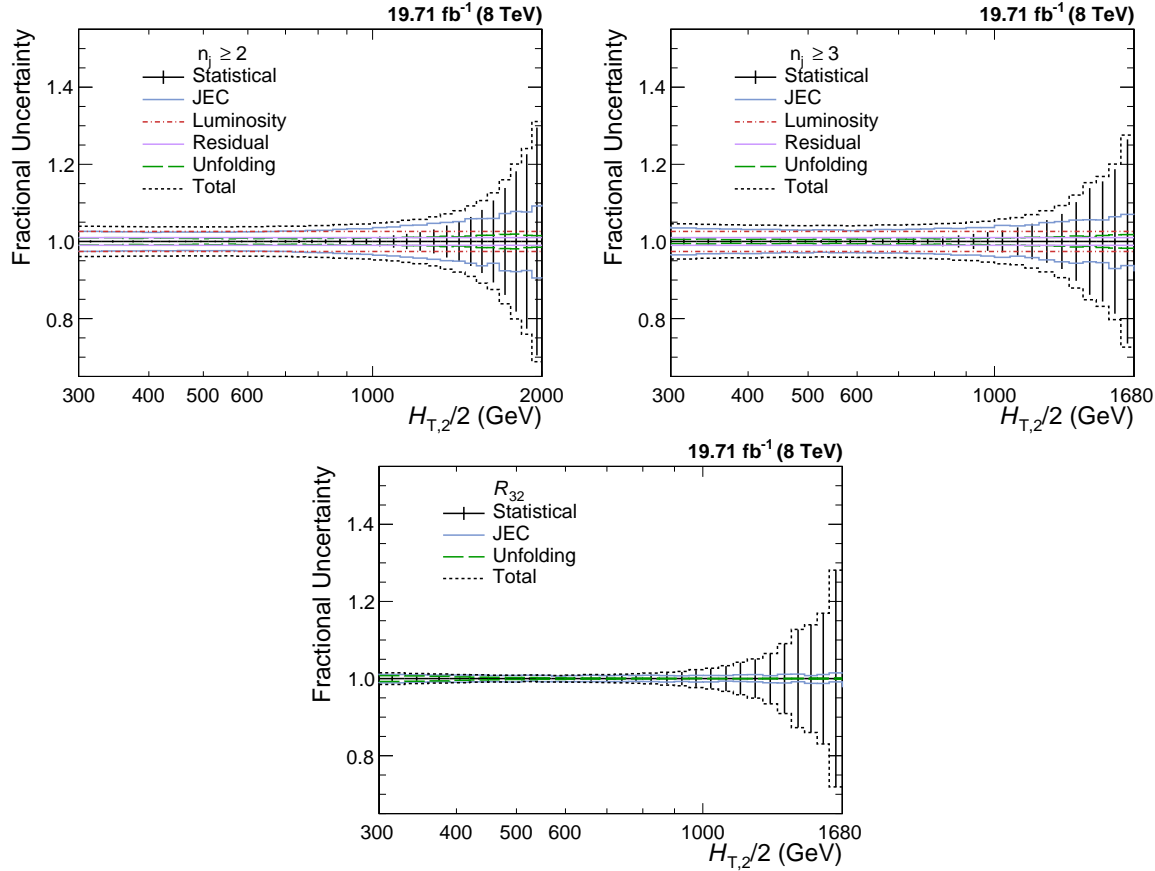 19.71 fb⁻¹ (8 TeV)
Fractional Uncertainty
n_j ≥ 2
Statistical
JEC
Luminosity
Residual
Unfolding
Total
1.4
1.2
1.0
0.8
300 400 500 600 1000 2000
H_T,2/2 (GeV)
19.71 fb⁻¹ (8 TeV)
Fractional Uncertainty
n_j ≥ 3
Statistical
JEC
Luminosity
Residual
Unfolding
Total
1.4
1.2
1.0
0.8
300 400 500 600 1000 1680
H_T,2/2 (GeV)
19.71 fb⁻¹ (8 TeV)
Fractional Uncertainty
R_32
Statistical
JEC
Unfolding
Total
1.4
1.2
1.0
0.8
300 400 500 600 1000 1680
H_T,2/2 (GeV)